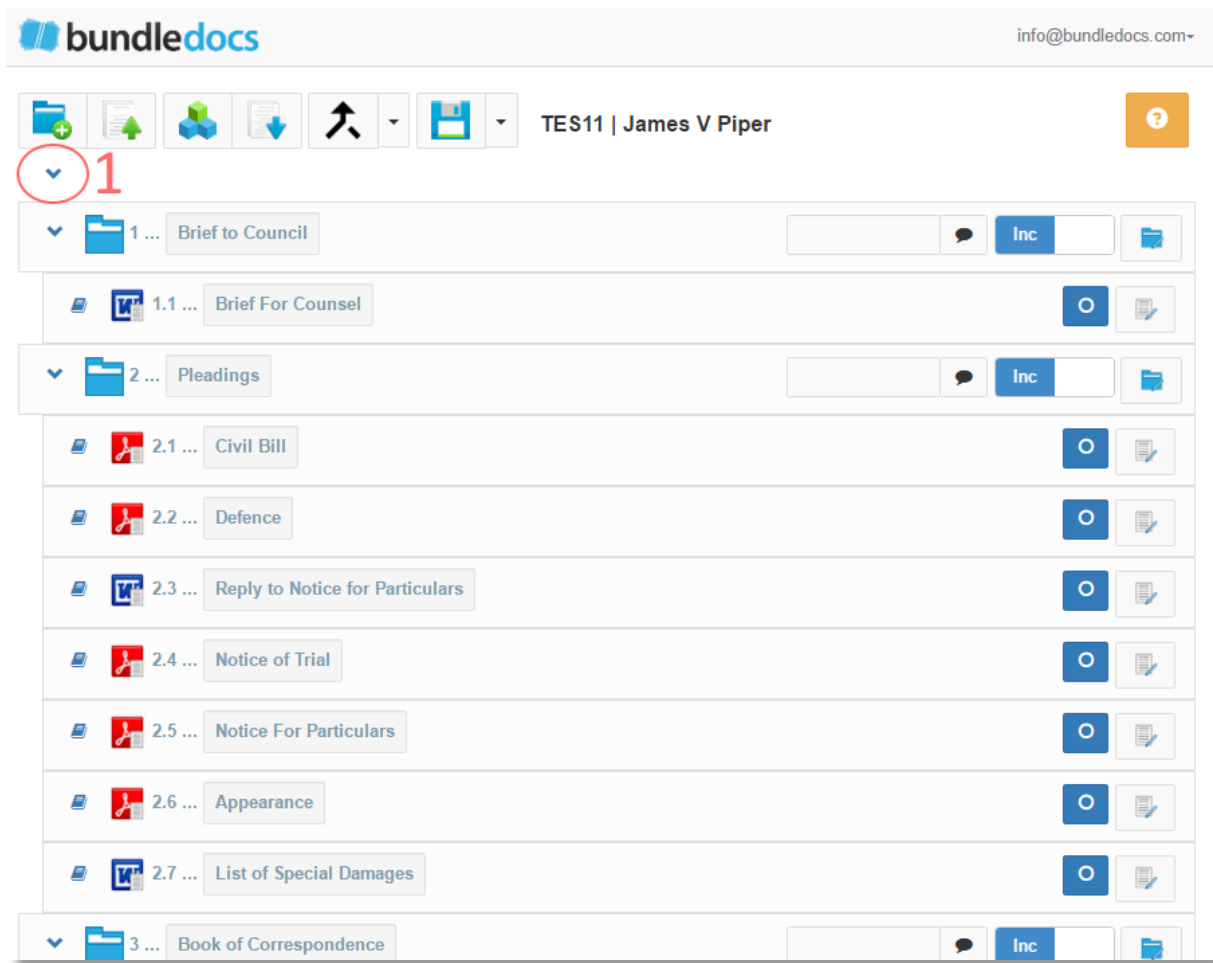 bundledocs info@bundledocs.com
TES11 | James V Piper
?
1
1 ... Brief to Council Inc
1.1 ... Brief For Counsel O
2 ... Pleadings Inc
2.1 ... Civil Bill O
2.2 ... Defence O
2.3 ... Reply to Notice for Particulars O
2.4 ... Notice of Trial O
2.5 ... Notice For Particulars O
2.6 ... Appearance O
2.7 ... List of Special Damages O
3 ... Book of Correspondence Inc